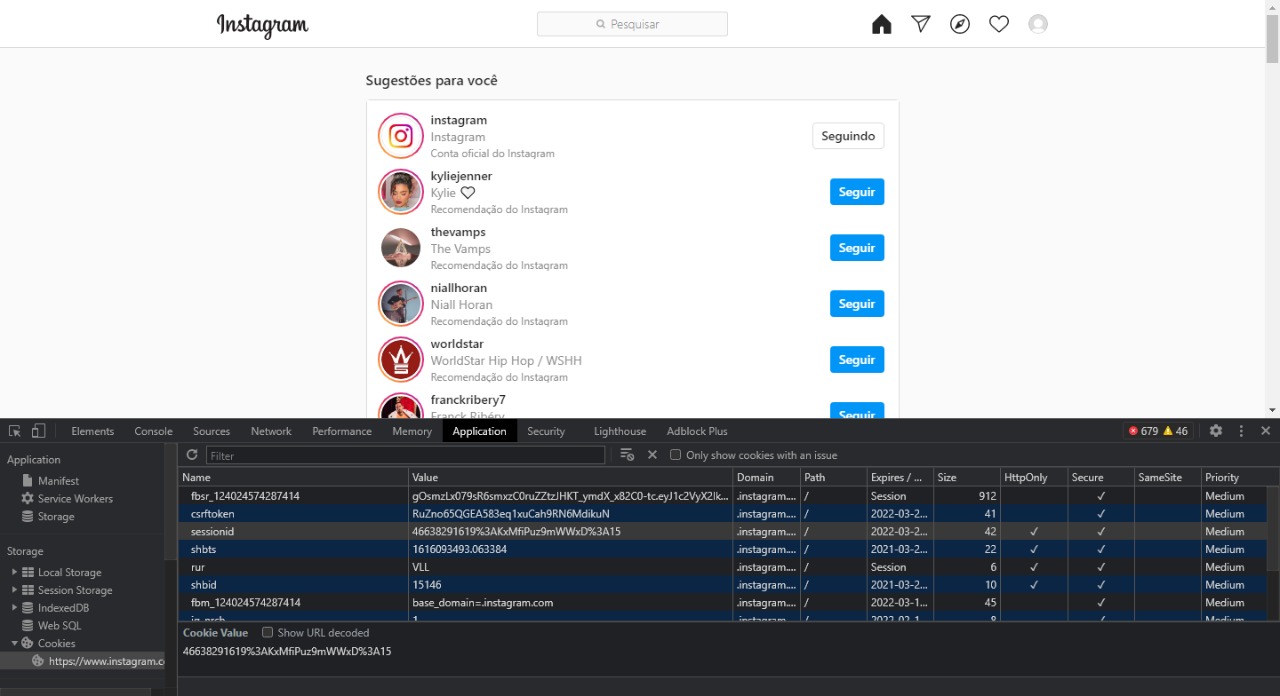 Instagram
Pesquisar
Sugestões para você
instagram
Instagram
Conta oficial do Instagram
Seguindo
kyliejenner
Kylie ♡
Recomendação do Instagram
Seguir
thevamps
The Vamps
Recomendação do Instagram
Seguir
niallhoran
Niall Horan
Recomendação do Instagram
Seguir
worldstar
WorldStar Hip Hop / WSHH
Recomendação do Instagram
Seguir
franckribery7
Franck Ribéry
Seguir
Elements Console Sources Network Performance Memory Application Security Lighthouse Adblock Plus 679 46
Application
Manifest
Service Workers
Storage
Storage
Local Storage
Session Storage
IndexedDB
Web SQL
Cookies
https://www.instagram.co
Filter Only show cookies with an issue
Name Value Domain Path Expires / ... Size HttpOnly Secure SameSite Priority
fbsr_124024574287414 gOsmzLx079sR6smxzC0ruZZtzJHKT_ymdX_x82C0-tc.eyJ1c2VyX2lk... .instagram.... / Session 912 ✓ Medium
csrftoken RuZno65QGEA583eq1xuCah9RN6MdikuN .instagram.... / 2022-03-2... 41 ✓ Medium
sessionid 46638291619%3AKxMfiPuz9mWWxD%3A15 .instagram.... / 2022-03-2... 42 ✓ ✓ Medium
shbts 1616093493.063384 .instagram.... / 2021-03-2... 22 ✓ ✓ Medium
rur VLL .instagram.... / Session 6 ✓ ✓ Medium
shbid 15146 .instagram.... / 2021-03-2... 10 ✓ ✓ Medium
fbm_124024574287414 base_domain=.instagram.com .instagram.... / 2022-03-1... 45 ✓ Medium
Cookie Value Show URL decoded
46638291619%3AKxMfiPuz9mWWxD%3A15